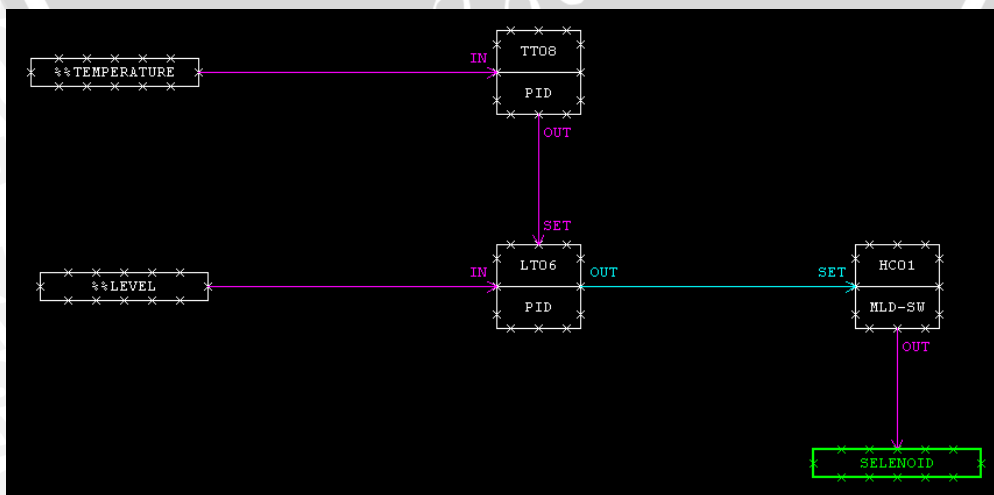 TT08
IN
%%TEMPERATURE
PID
OUT
SET
LT06
IN
OUT
SET
HC01
%%LEVEL
PID
MLD-SW
OUT
SELENOID